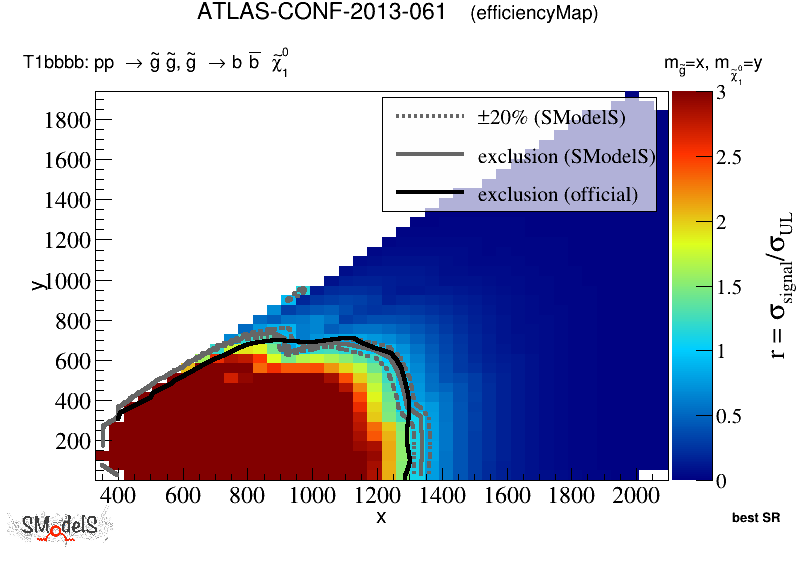 ATLAS-CONF-2013-061 (efficiencyMap)
T1bbbb: pp → g̃ g̃, g̃ → b b̅ χ̃₁⁰
m_g̃=x, m_χ̃₁⁰=y
±20% (SModelS)
exclusion (SModelS)
exclusion (official)
1800
1600
1400
1200
1000
800
600
400
200
y
400 600 800 1000 1200 1400 1600 1800 2000
x
3
2.5
2
1.5
1
0.5
0
r = σ_signal/σ_UL
best SR
SModelS